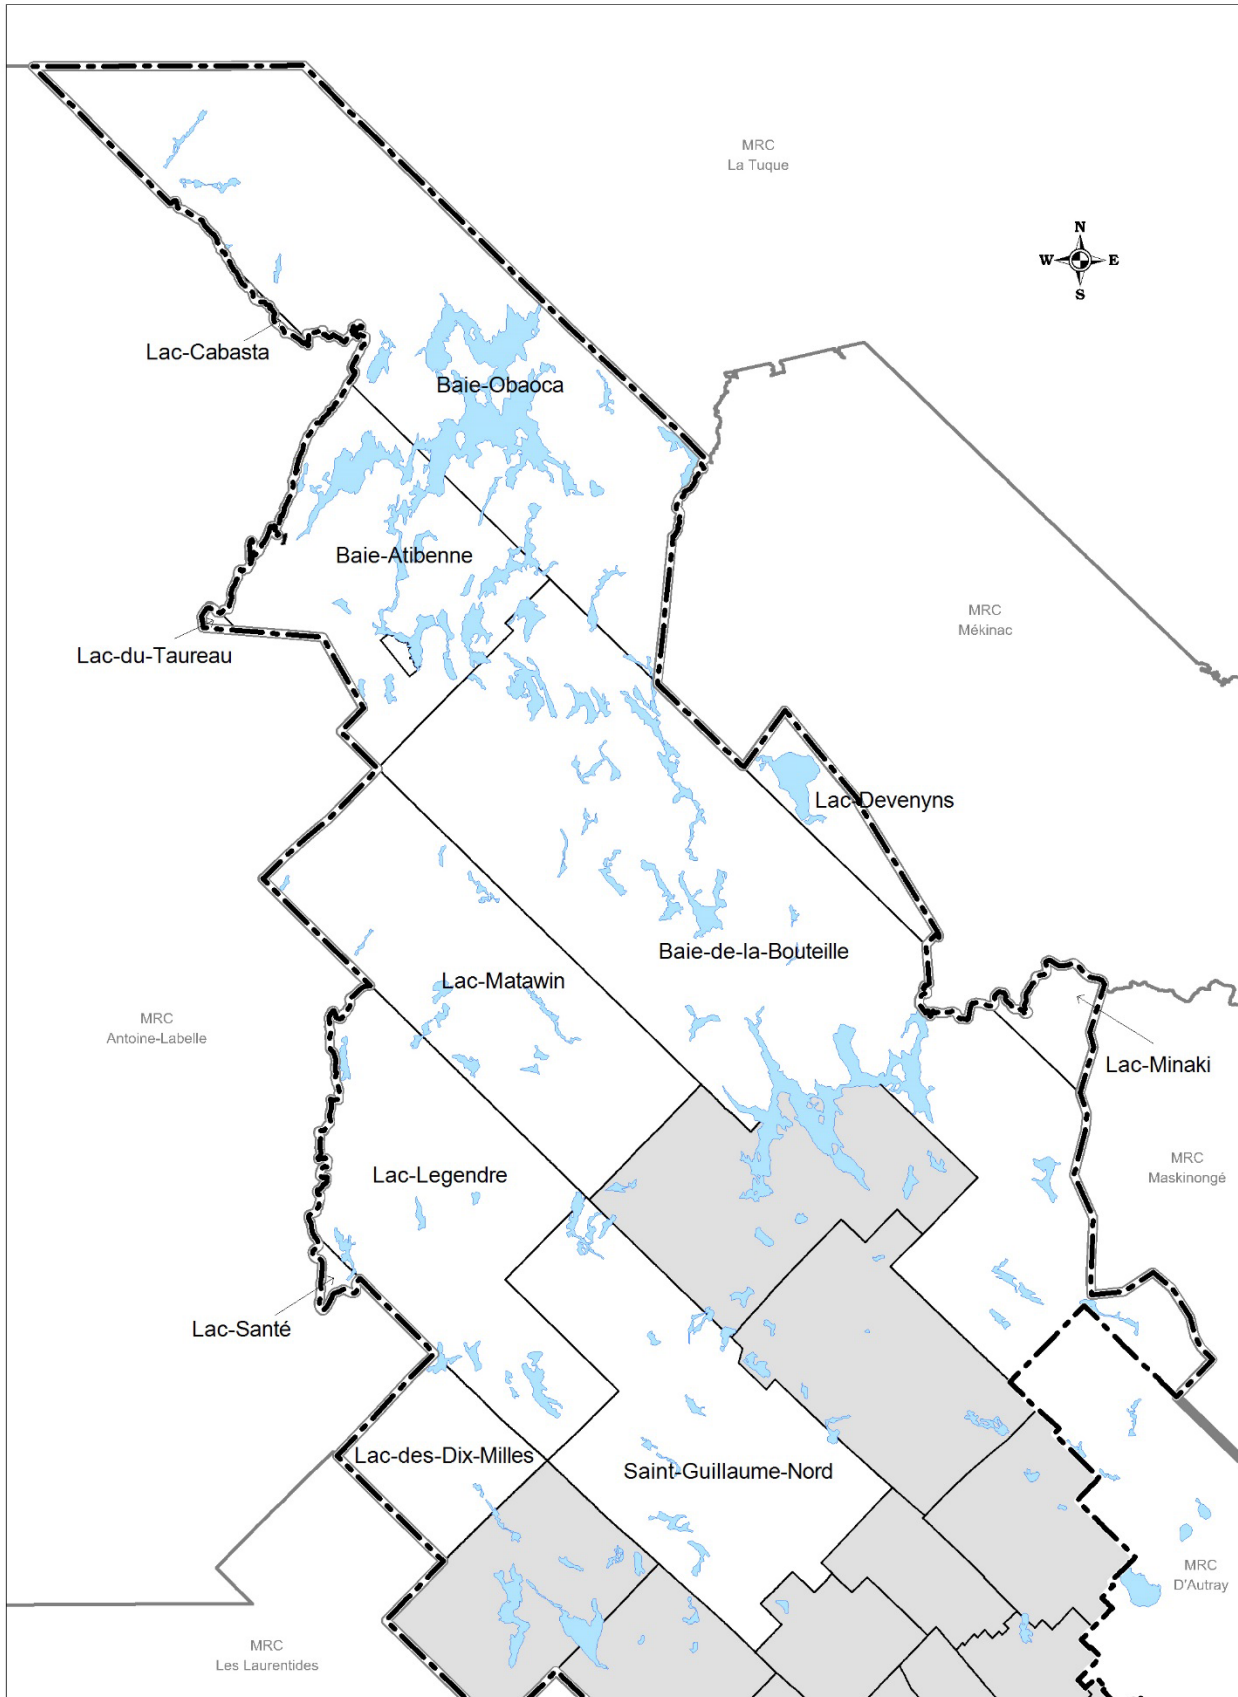 MRC
La Tuque
N
W E
S
Lac-Cabasta
Baie-Obaoca
Baie-Atibenne
MRC
Mékinac
Lac-du-Taureau
Lac-Devenyns
Baie-de-la-Bouteille
Lac-Matawin
MRC
Antoine-Labelle
Lac-Minaki
MRC
Maskinongé
Lac-Legendre
Lac-Santé
Lac-des-Dix-Milles
Saint-Guillaume-Nord
MRC
D'Autray
MRC
Les Laurentides